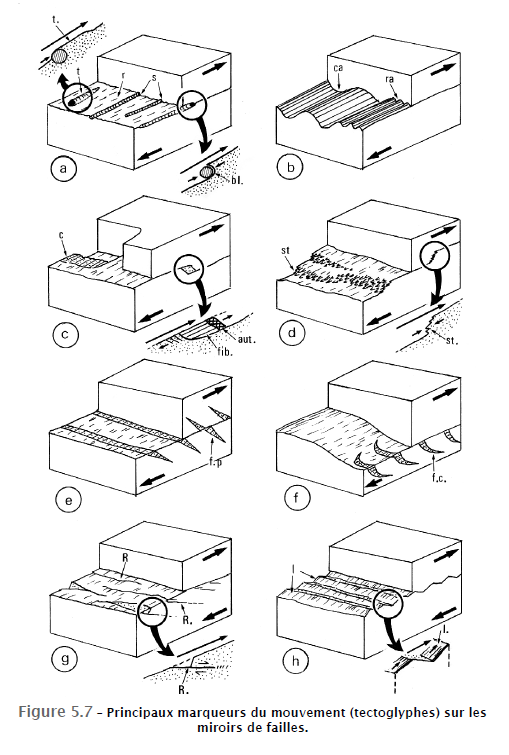 t.
t
r
s
l
a
bl.
ca
ra
b
c
c
aut.
fib.
st
d
st.
e
f.p
f
f.c.
R
R.
g
R.
l
h
l.
Figure 5.7 – Principaux marqueurs du mouvement (tectoglyphes) sur les
miroirs de failles.